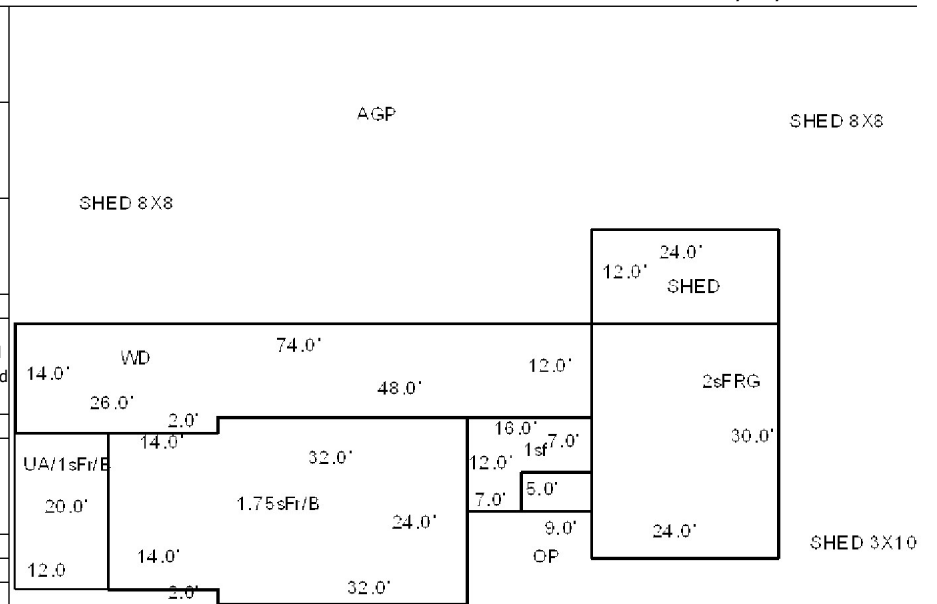 AGP
SHED 8X8
SHED 8X8
24.0'
12.0'
SHED
74.0'
WD
14.0'
12.0'
48.0'
2sFRG
26.0'
2.0'
14.0'
16.0'
7.0'
30.0'
1sf
UA/1sFr/B
32.0'
12.0'
5.0'
20.0'
1.75sFr/B
7.0'
24.0'
9.0'
24.0'
14.0'
OP
SHED 3X10
12.0
2.0'
32.0'
d